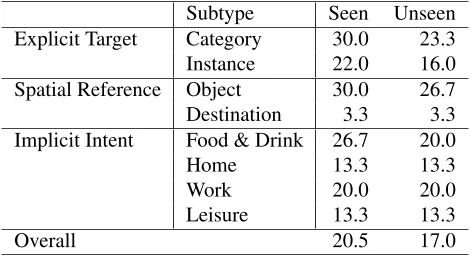 Subtype Seen Unseen
Explicit Target Category 30.0 23.3
Instance 22.0 16.0
Spatial Reference Object 30.0 26.7
Destination 3.3 3.3
Implicit Intent Food & Drink 26.7 20.0
Home 13.3 13.3
Work 20.0 20.0
Leisure 13.3 13.3
Overall 20.5 17.0